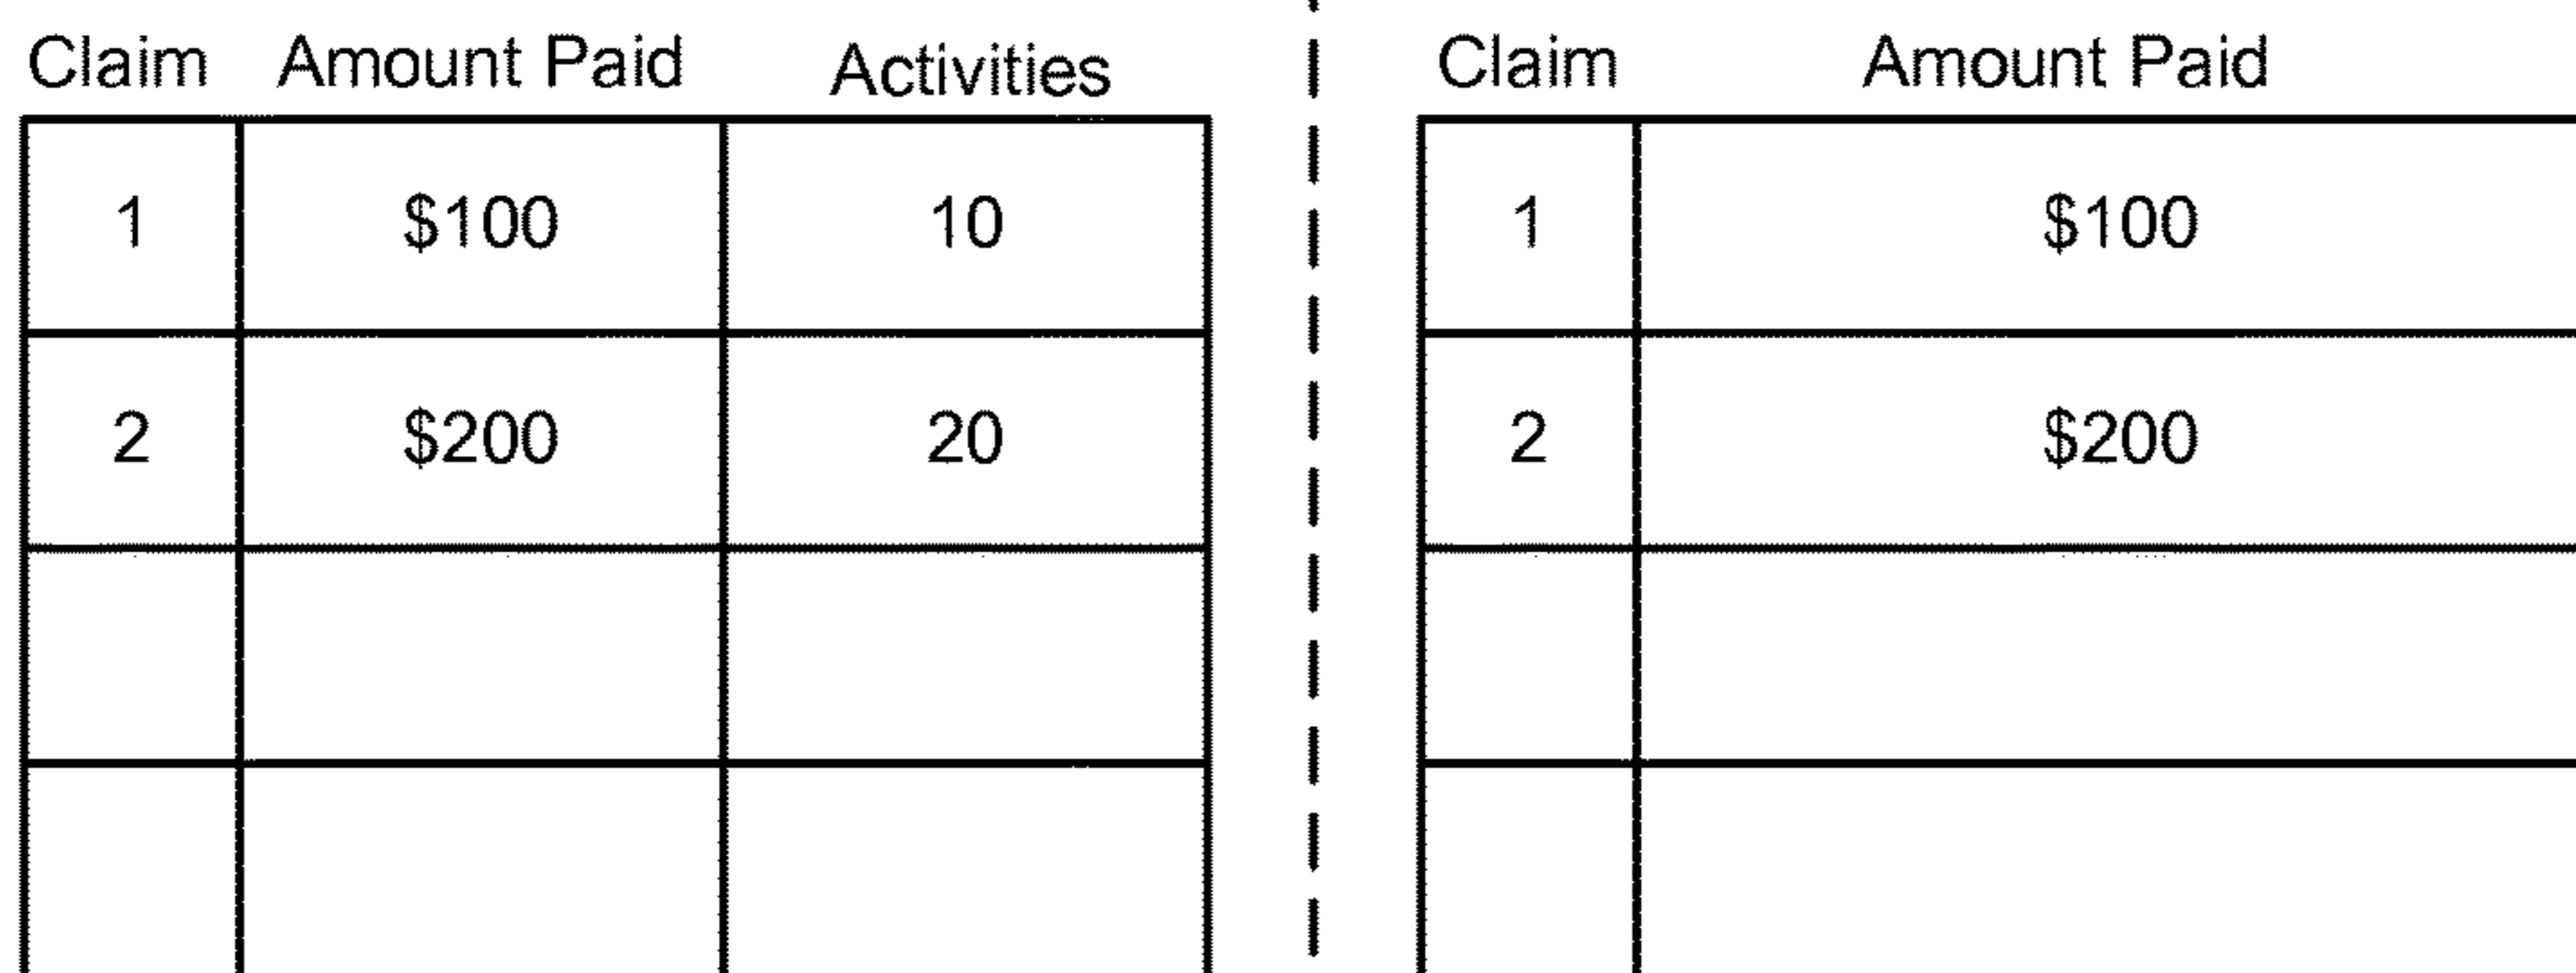 Claim Amount Paid Activities
1 $100 10
2 $200 20
Claim Amount Paid
1 $100
2 $200